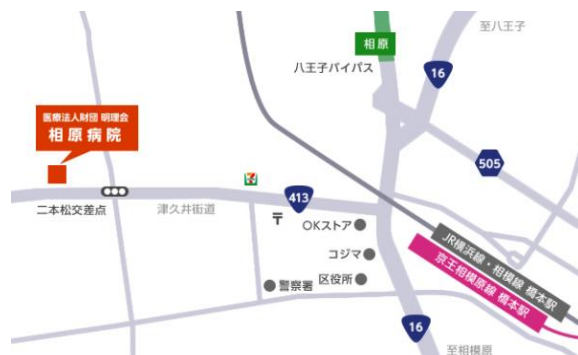 相原
至八王子
八王子バイパス
16
医療法人財団 明理会
相原病院
505
413
二本松交差点
津久井街道
〒
OKストア
JR横浜線・相模線 橋本駅
コジマ
京王相模原線 橋本駅
警察署
区役所
16
至相模原